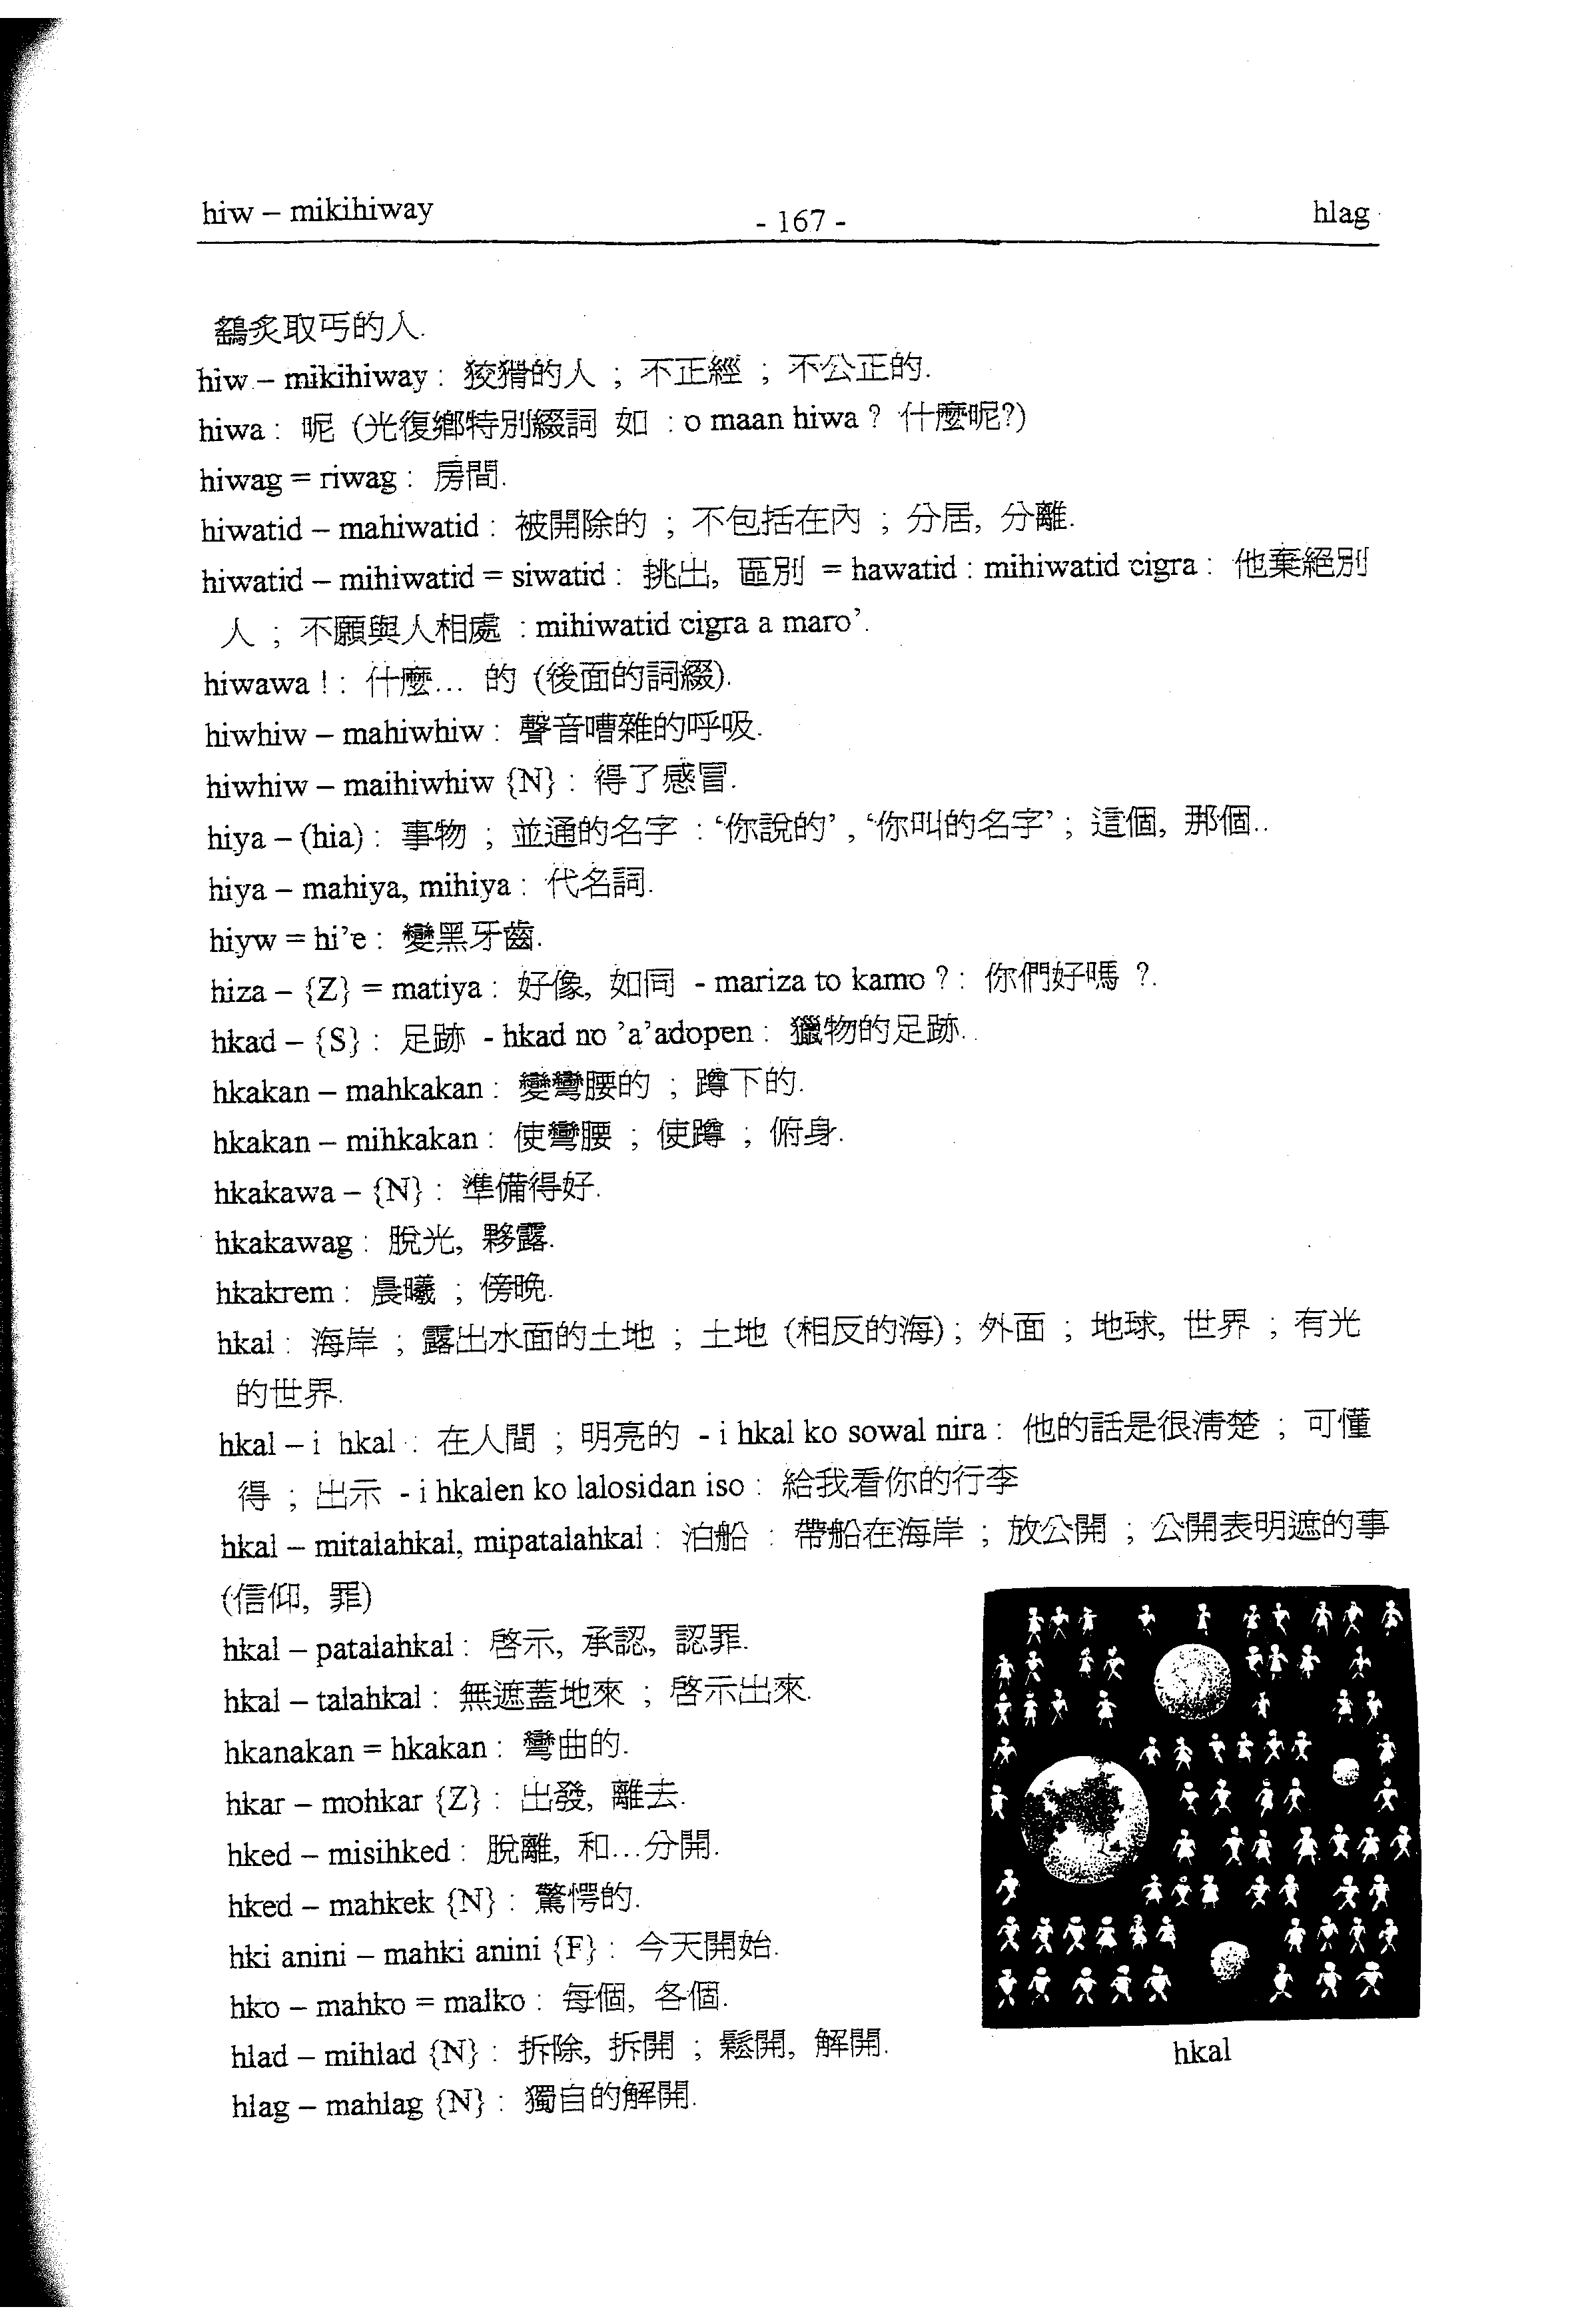 hiw – mikihiway
- 167 -
hlag
鷂炙取丐的人.
hiw – mikihiway : 狡猾的人 ; 不正經 ; 不公正的.
hiwa : 呢 (光復鄉特別綴詞 如 : o maan hiwa ? 什麼呢?)
hiwag = riwag : 房間.
hiwatid – mahiwatid : 被開除的 ; 不包括在內 ; 分居, 分離.
hiwatid – mihiwatid = siwatid : 挑出, 區別 = hawatid : mihiwatid cigra : 他棄絕別
人 ; 不願與人相處 : mihiwatid cigra a maro’.
hiwawa ! : 什麼... 的 (後面的詞綴).
hiwhiw – mahiwhiw : 聲音嘈雜的呼吸.
hiwhiw – maihiwhiw {N} : 得了感冒.
hiya – (hia) : 事物 ; 並通的名字 : ‘你說的’ , ‘你叫的名字’ ; 這個, 那個..
hiya – mahiya, mihiya : 代名詞.
hiyw = hi’e : 變黑牙齒.
hiza – {Z} = matiya : 好像, 如同 - mariza to kamo ? : 你們好嗎 ?.
hkad – {S} : 足跡 - hkad no ’a’adopen : 獵物的足跡..
hkakan – mahkakan : 變彎腰的 ; 蹲下的.
hkakan – mihkakan : 使彎腰 ; 使蹲 ; 俯身.
hkakawa – {N} : 準備得好.
hkakawag : 脫光, 夥露.
hkakrem : 晨曦 ; 傍晚.
hkal : 海岸 ; 露出水面的土地 ; 土地 (相反的海) ; 外面 ; 地球, 世界 ; 有光
的世界.
hkal – i hkal : 在人間 ; 明亮的 - i hkal ko sowal nira : 他的話是很清楚 ; 可懂
得 ; 出示 - i hkalen ko lalosidan iso : 給我看你的行李
hkal – mitalahkal, mipatalahkal : 泊船 : 帶船在海岸 ; 放公開 ; 公開表明遮的事
(信仰, 罪)
hkal – patalahkal : 啓示, 承認, 認罪.
hkal – talahkal : 無遮蓋地來 ; 啓示出來.
hkanakan = hkakan : 彎曲的.
hkar – mohkar {Z} : 出發, 離去.
hked – misihked : 脫離, 和...分開.
hked – mahkek {N} : 驚愕的.
hki anini – mahki anini {F} : 今天開始.
hko – mahko = malko : 每個, 各個.
hlad – mihlad {N} : 拆除, 拆開 ; 鬆開, 解開.
hlag – mahlag {N} : 獨自的解開.
hkal